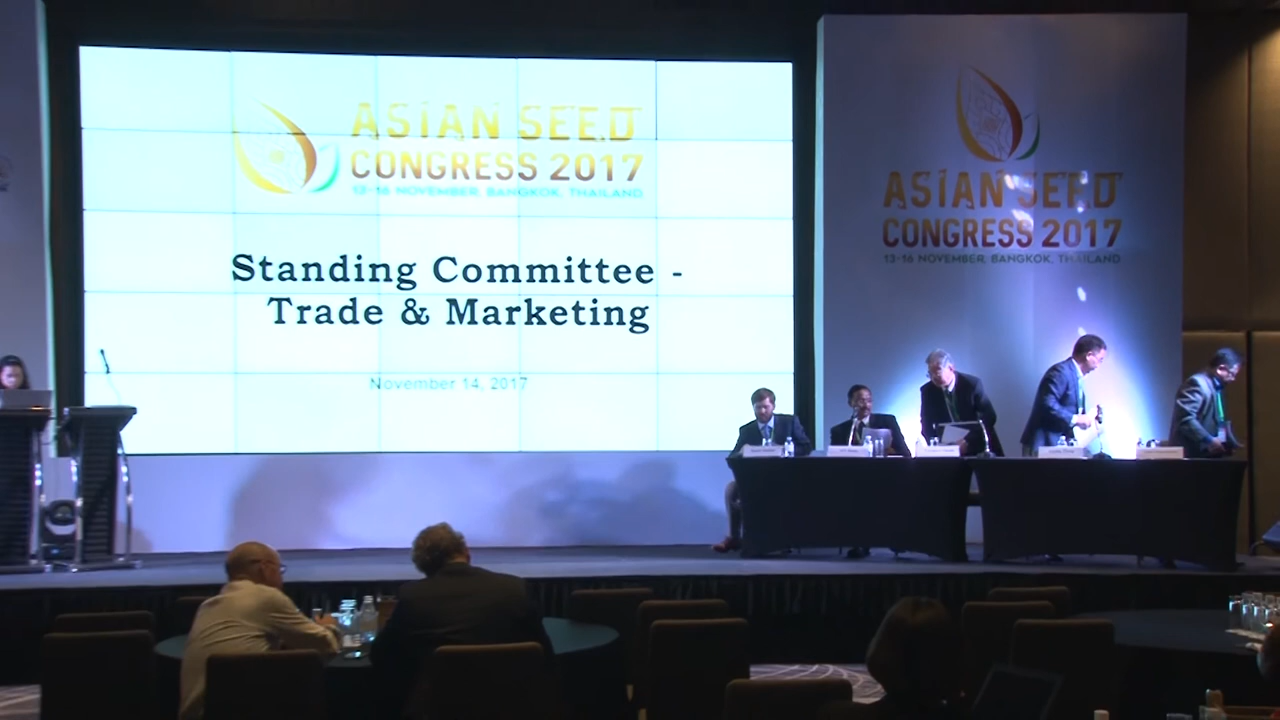 ASIAN SEED
CONGRESS 2017
13-16 NOVEMBER, BANGKOK, THAILAND
Standing Committee -
Trade & Marketing
November 14, 2017
ASIAN SEED
CONGRESS 2017
13-16 NOVEMBER, BANGKOK, THAILAND